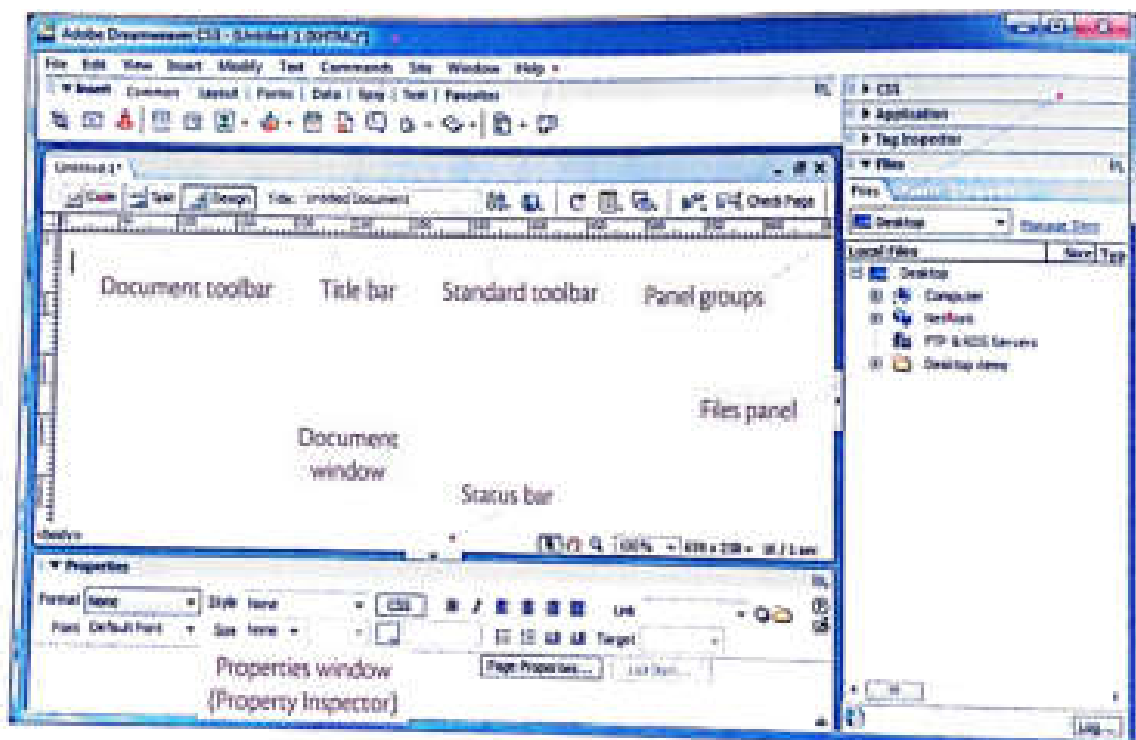 Adobe Dreamweaver CS3 - [Untitled-1 (XHTML)*]
File Edit View Insert Modify Text Commands Site Window Help
Insert Common Layout Forms Data Spry Text Favorites
CSS
Application
Tag Inspector
Files
Untitled-1*
Code Split Design Title: Untitled Document Check Page
Files
Desktop Manage Sites
Local Files Size Typ
Desktop
Computer
Network
FTP & RDS Servers
Desktop items
Document toolbar Title bar Standard toolbar Panel groups
Files panel
Document
window
Status bar
<body>
100%
Properties
Format None Style None CSS B I Link
Font Default Font Size None Target
Page Properties... List Item...
Properties window
(Property Inspector)
Log...